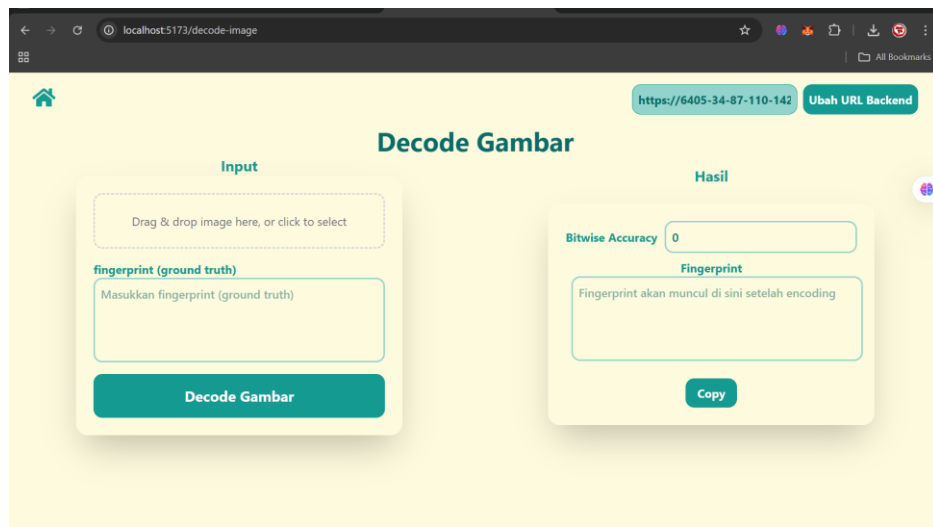 localhost:5173/decode-image
All Bookmarks
https://6405-34-87-110-142
Ubah URL Backend
Decode Gambar
Input
Drag & drop image here, or click to select
fingerprint (ground truth)
Masukkan fingerprint (ground truth)
Decode Gambar
Hasil
Bitwise Accuracy
0
Fingerprint
Fingerprint akan muncul di sini setelah encoding
Copy